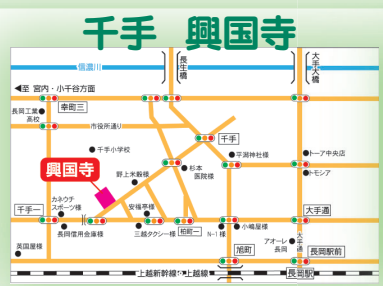 千手 興国寺
信濃川
長生橋
大手大橋
◀至 宮内・小千谷方面
幸町三
長岡工業高校
市役所通り
千手
千手小学校
杉本医院様
平潟神社様
トーア中央店
トモシア
興国寺
野上米穀様
カネウチスポーツ様
千手一
安福亭様
柏町一
大手通
長岡信用金庫様
三越タクシー様
N-1様
小嶋屋様
アオーレ長岡
大手通
英国屋様
旭町
長岡駅前
上越新幹線・上越線
長岡駅